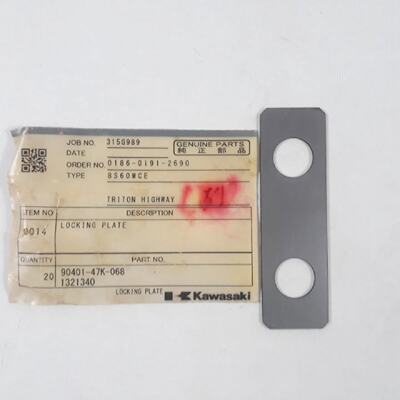 JOB NO. 3150989 GENUINE PARTS
DATE 純正部品
ORDER NO. 0186-0191-2690
TYPE 8S60MCE
TRITON HIGHWAY
ITEM NO DESCRIPTION
9014 LOCKING PLATE
QUANTITY PART NO.
20 90401-47K-068
1321340
LOCKING PLATE Kawasaki